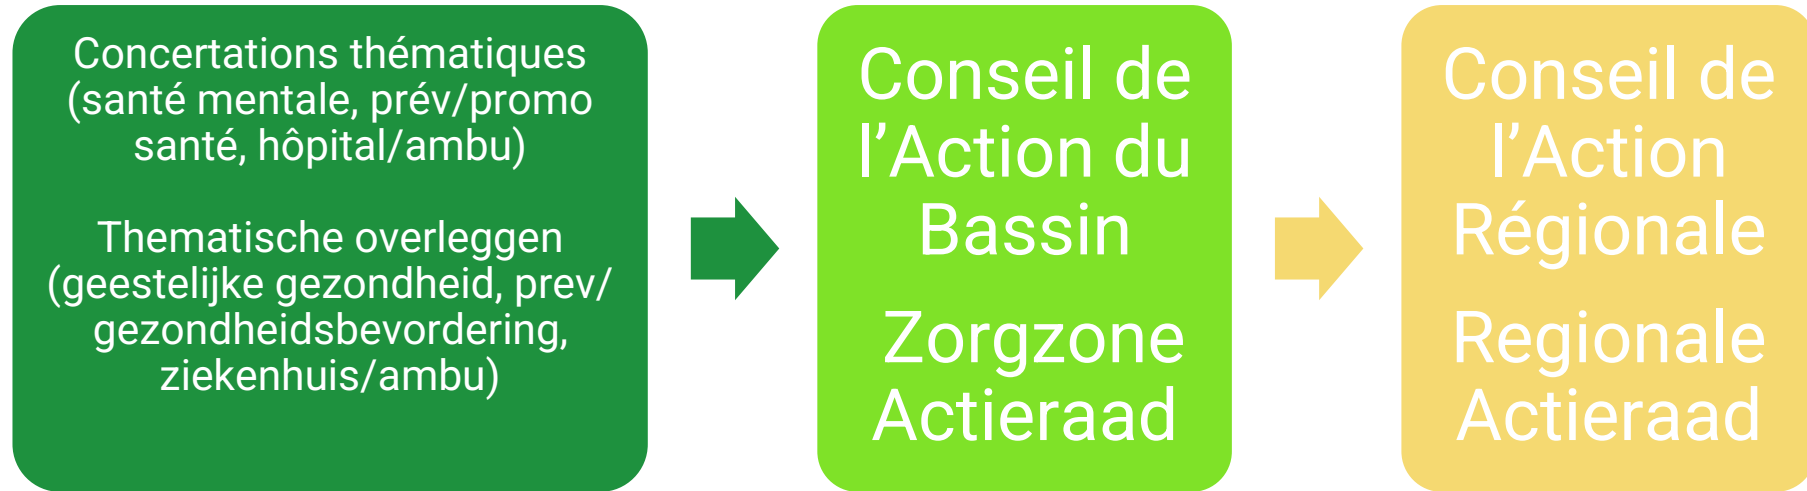 Concertations thématiques
(santé mentale, prév/promo
santé, hôpital/ambu)
Thematische overleggen
(geestelijke gezondheid, prev/
gezondheidsbevordering,
ziekenhuis/ambu)
Conseil de
l’Action du
Bassin
Zorgzone
Actieraad
Conseil de
l’Action
Régionale
Regionale
Actieraad